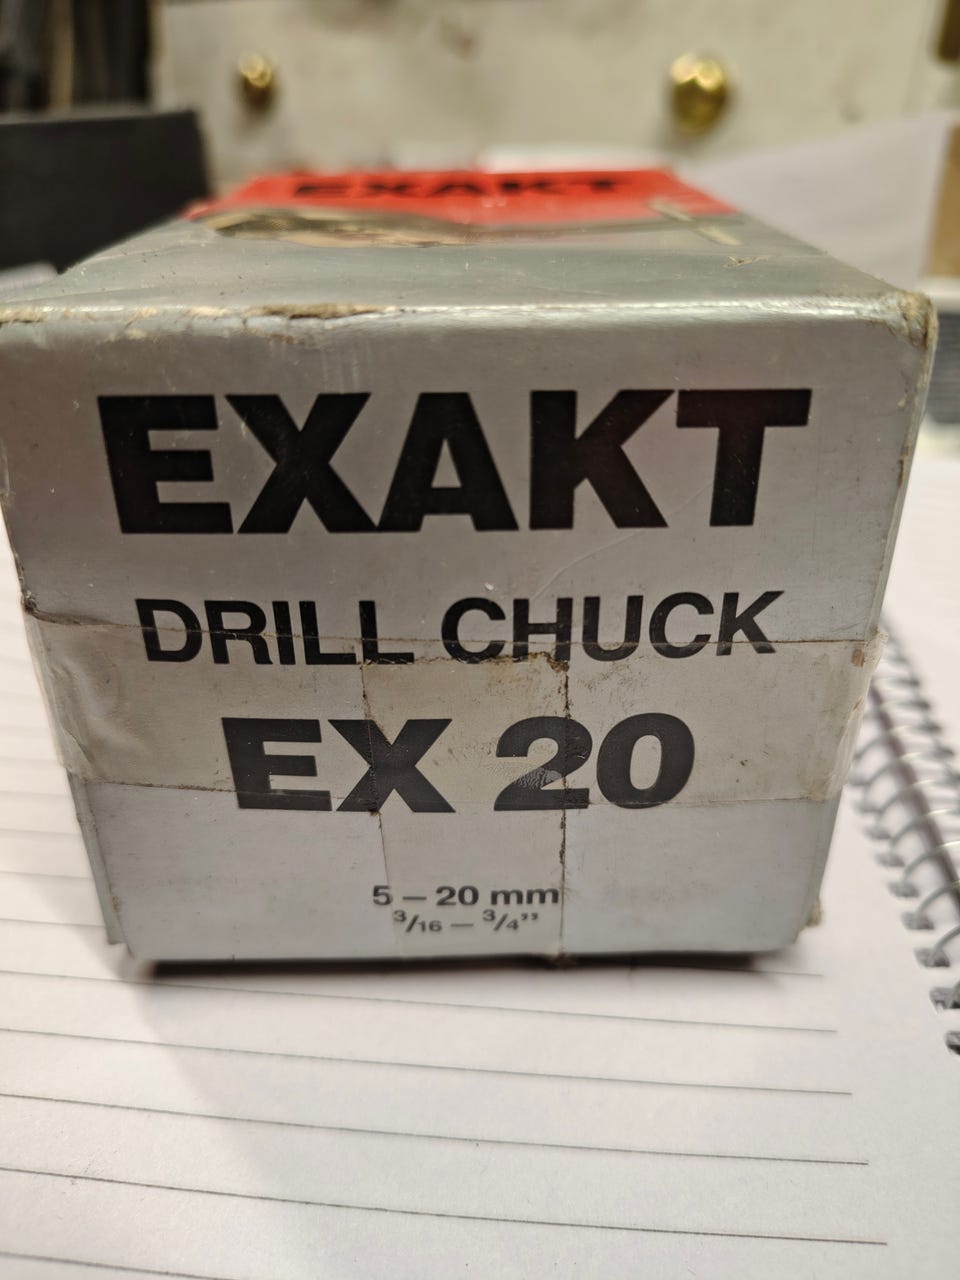 EXAKT
EXAKT
DRILL CHUCK
EX 20
5 – 20 mm
3/16 — 3/4”